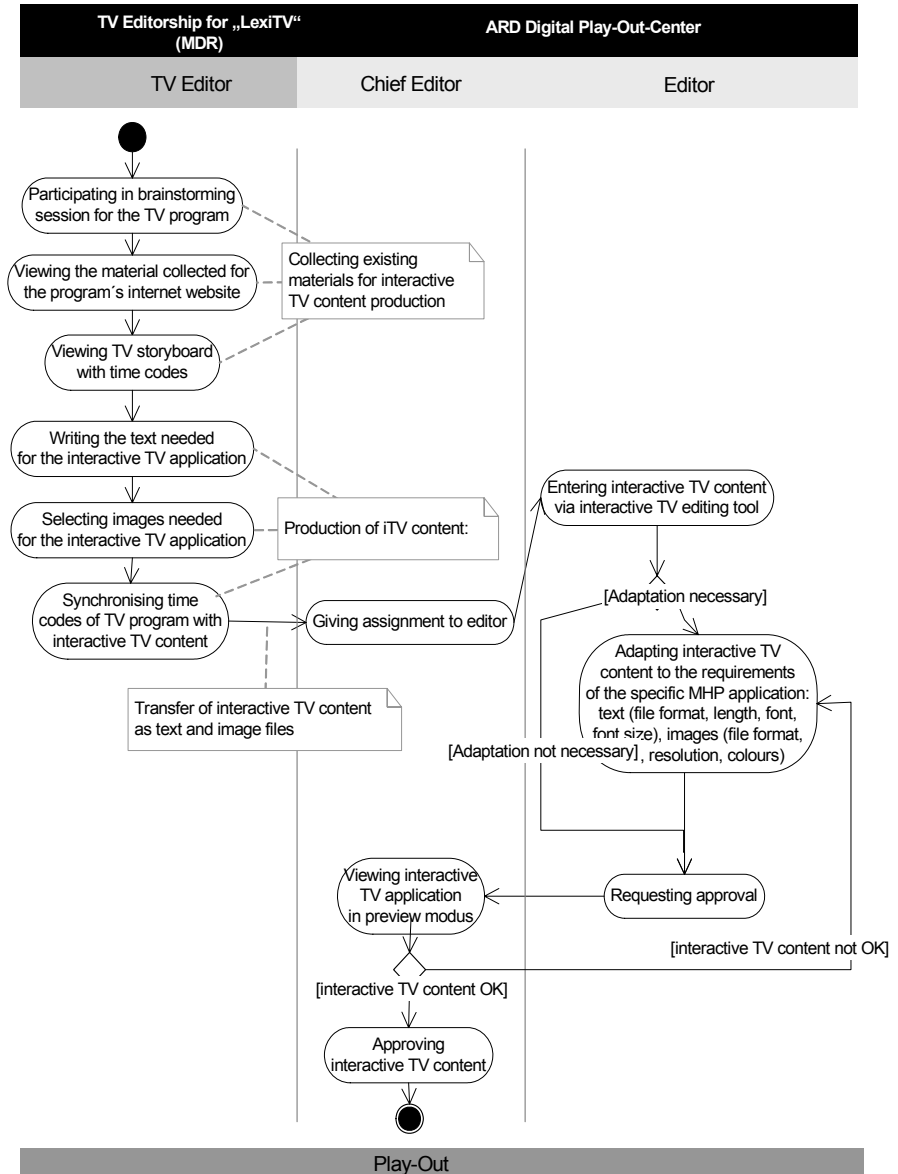 TV Editorship for „LexiTV“
(MDR)
ARD Digital Play-Out-Center
TV Editor
Chief Editor
Editor
Participating in brainstorming
session for the TV program
Viewing the material collected for
the program´s internet website
Collecting existing
materials for interactive
TV content production
Viewing TV storyboard
with time codes
Writing the text needed
for the interactive TV application
Selecting images needed
for the interactive TV application
Production of iTV content:
Synchronising time
codes of TV program with
interactive TV content
Giving assignment to editor
Transfer of interactive TV content
as text and image files
Entering interactive TV content
via interactive TV editing tool
[Adaptation necessary]
Adapting interactive TV
content to the requirements
of the specific MHP application:
text (file format, length, font,
font size), images (file format,
, resolution, colours)
[Adaptation not necessary]
Requesting approval
Viewing interactive
TV application
in preview modus
[interactive TV content not OK]
[interactive TV content OK]
Approving
interactive TV content
Play-Out